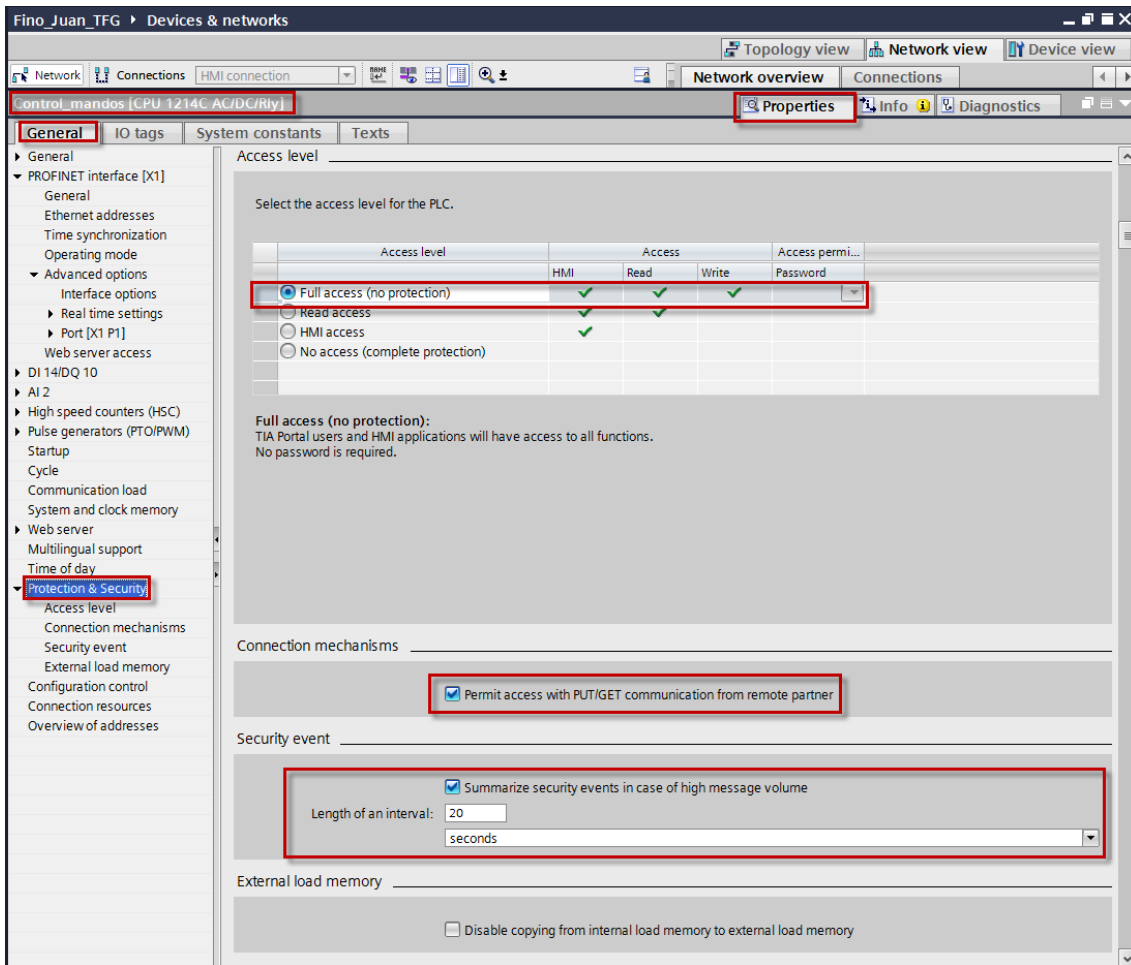 Fino_Juan_TFG ▸ Devices & networks
Topology view Network view Device view
Network Connections HMI connection Network overview Connections
Control_mandos [CPU 1214C AC/DC/Rly] Properties Info Diagnostics
General IO tags System constants Texts
General
PROFINET interface [X1]
General
Ethernet addresses
Time synchronization
Operating mode
Advanced options
Interface options
Real time settings
Port [X1 P1]
Web server access
DI 14/DQ 10
AI 2
High speed counters (HSC)
Pulse generators (PTO/PWM)
Startup
Cycle
Communication load
System and clock memory
Web server
Multilingual support
Time of day
Protection & Security
Access level
Connection mechanisms
Security event
External load memory
Configuration control
Connection resources
Overview of addresses
Access level
Select the access level for the PLC.
Access level Access Access permi...
HMI Read Write Password
Full access (no protection)
Read access
HMI access
No access (complete protection)
Full access (no protection):
TIA Portal users and HMI applications will have access to all functions.
No password is required.
Connection mechanisms
Permit access with PUT/GET communication from remote partner
Security event
Summarize security events in case of high message volume
Length of an interval: 20
seconds
External load memory
Disable copying from internal load memory to external load memory